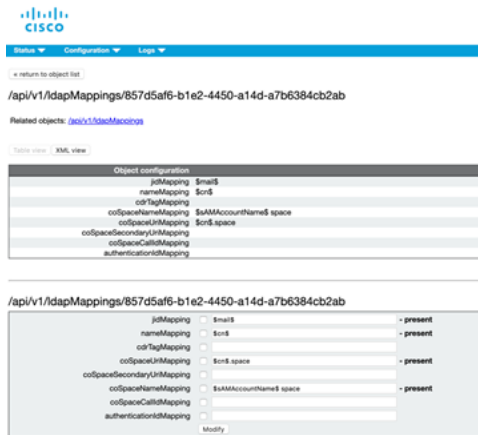 CISCO
Status Configuration Logs
« return to object list
/api/v1/ldapMappings/857d5af6-b1e2-4450-a14d-a7b6384cb2ab
Related objects: /api/v1/ldapMappings
Table view XML view
Object configuration
jidMapping $mail$
nameMapping $cn$
cdrTagMapping
coSpaceNameMapping $sAMAccountName$ space
coSpaceUriMapping $cn$.space
coSpaceSecondaryUriMapping
coSpaceCallIdMapping
authenticationIdMapping
/api/v1/ldapMappings/857d5af6-b1e2-4450-a14d-a7b6384cb2ab
jidMapping $mail$ - present
nameMapping $cn$ - present
cdrTagMapping
coSpaceUriMapping $cn$.space - present
coSpaceSecondaryUriMapping
coSpaceNameMapping $sAMAccountName$ space - present
coSpaceCallIdMapping
authenticationIdMapping
Modify